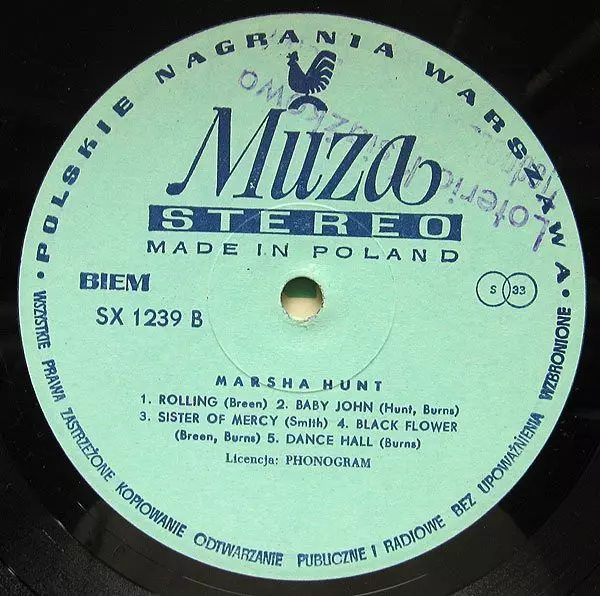 • POLSKIE NAGRANIA WARSZAWA •
Muza
STEREO
MADE IN POLAND
BIEM
SX 1239 B
S 33
MARSHA HUNT
1. ROLLING (Breen) 2. BABY JOHN (Hunt, Burns)
3. SISTER OF MERCY (Smith) 4. BLACK FLOWER
(Breen, Burns) 5. DANCE HALL (Burns)
Licencja: PHONOGRAM
WSZYSTKIE PRAWA ZASTRZEŻONE KOPIOWANIE ODTWARZANIE PUBLICZNE I RADIOWE BEZ UPOWAŻNIENIA WZBRONIONE
Loteria Książkowa